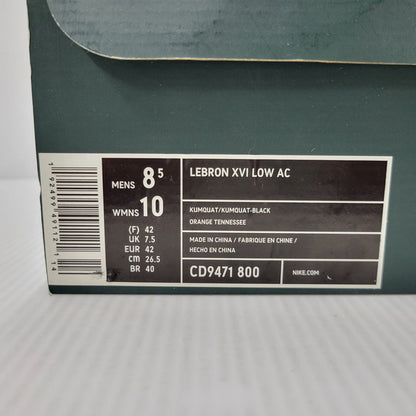 MENS 8.5
WMNS 10
(F) 42
UK 7.5
EUR 42
cm 26.5
BR 40
LEBRON XVI LOW AC
KUMQUAT/KUMQUAT-BLACK
ORANGE TENNESSEE
MADE IN CHINA / FABRIQUE EN CHINE /
HECHO EN CHINA
CD9471 800
NIKE.COM